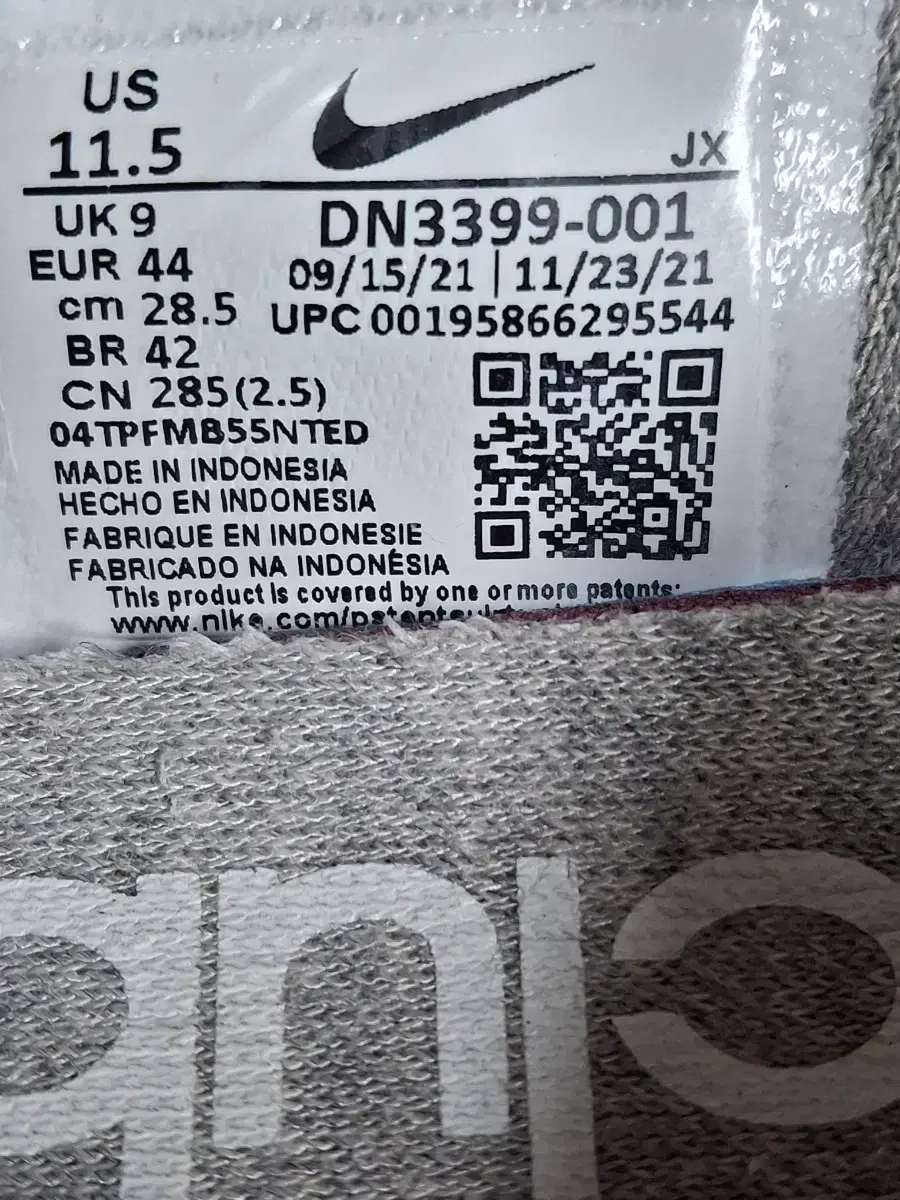 US
11.5
JX
UK 9
EUR 44
cm 28.5
BR 42
CN 285(2.5)
DN3399-001
09/15/21 | 11/23/21
UPC 00195866295544
04TPFMB55NTED
MADE IN INDONESIA
HECHO EN INDONESIA
FABRIQUE EN INDONESIE
FABRICADO NA INDONÉSIA
This product is covered by one or more patents: